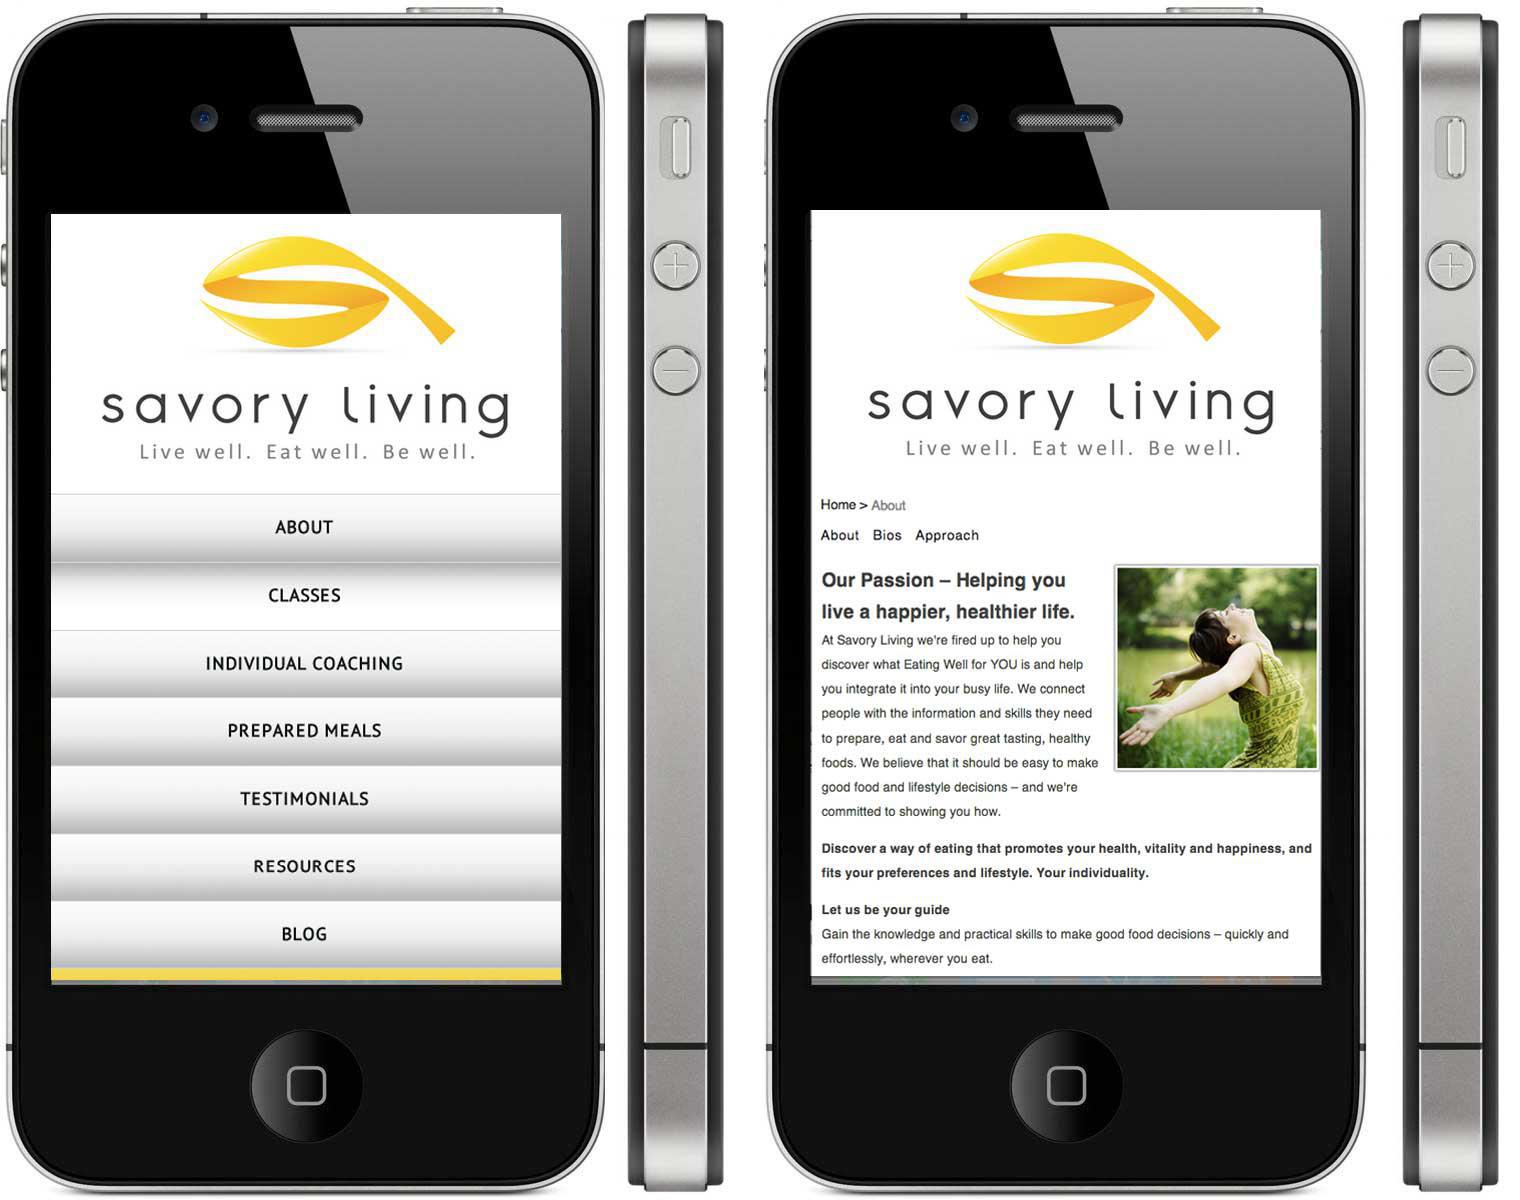 savory living
Live well. Eat well. Be well.
ABOUT
CLASSES
INDIVIDUAL COACHING
PREPARED MEALS
TESTIMONIALS
RESOURCES
BLOG
savory living
Live well. Eat well. Be well.
Home > About
About Bios Approach
Our Passion – Helping you
live a happier, healthier life.
At Savory Living we're fired up to help you
discover what Eating Well for YOU is and help
you integrate it into your busy life. We connect
people with the information and skills they need
to prepare, eat and savor great tasting, healthy
foods. We believe that it should be easy to make
good food and lifestyle decisions – and we're
committed to showing you how.
Discover a way of eating that promotes your health, vitality and happiness, and
fits your preferences and lifestyle. Your individuality.
Let us be your guide
Gain the knowledge and practical skills to make good food decisions – quickly and
effortlessly, wherever you eat.